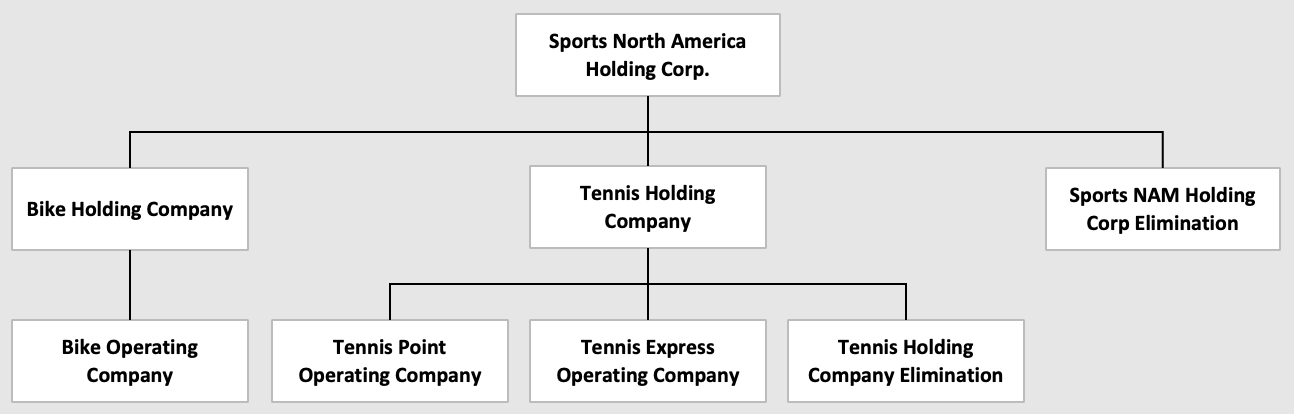 Sports North America
Holding Corp.
Bike Holding Company
Tennis Holding
Company
Sports NAM Holding
Corp Elimination
Bike Operating
Company
Tennis Point
Operating Company
Tennis Express
Operating Company
Tennis Holding
Company Elimination